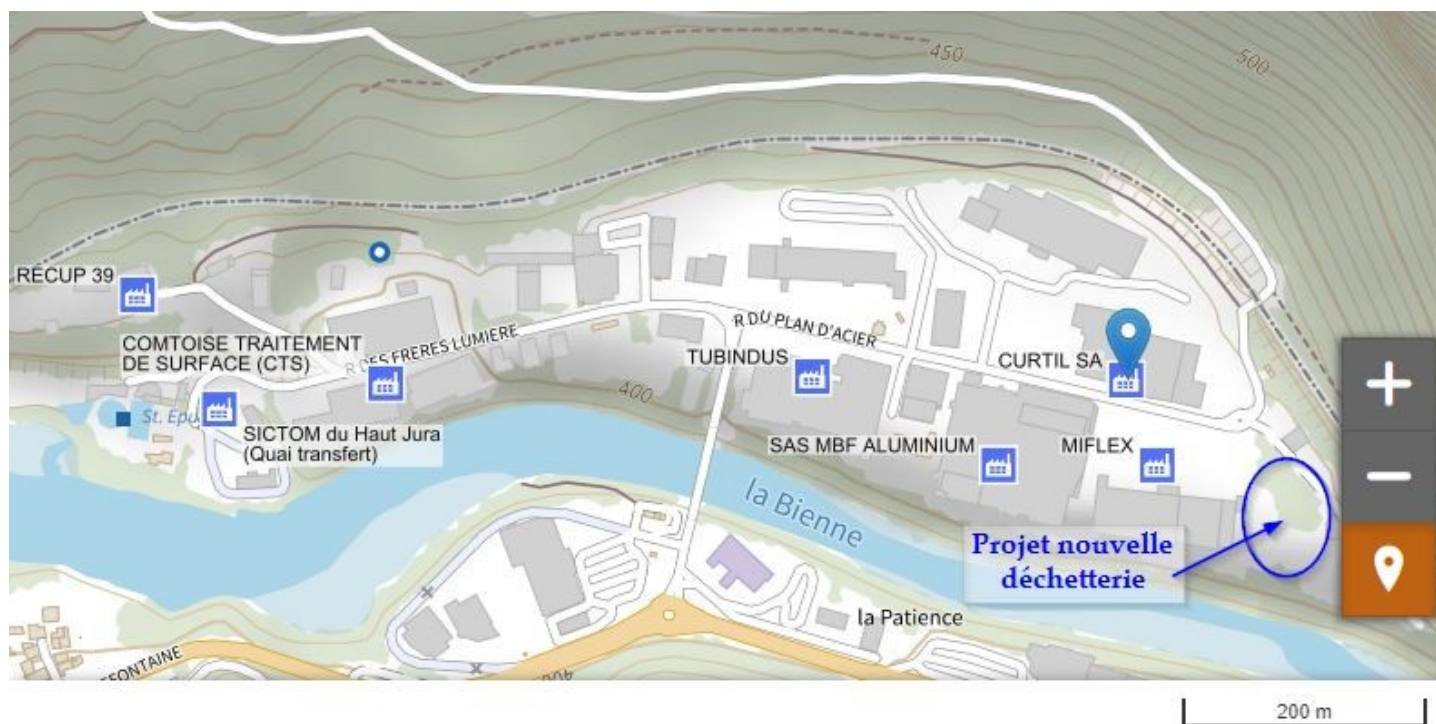 450
500
RECUP 39
COMTOISE TRAITEMENT
DE SURFACE (CTS)
R DES FRERES LUMIERE
R DU PLAN D'ACIER
TUBINDUS
CURTIL SA
400
St. Epu
SICTOM du Haut Jura
(Quai transfert)
SAS MBF ALUMINIUM
MIFLEX
la Bienne
Projet nouvelle
déchetterie
la Patience
FONTAINE
200 m